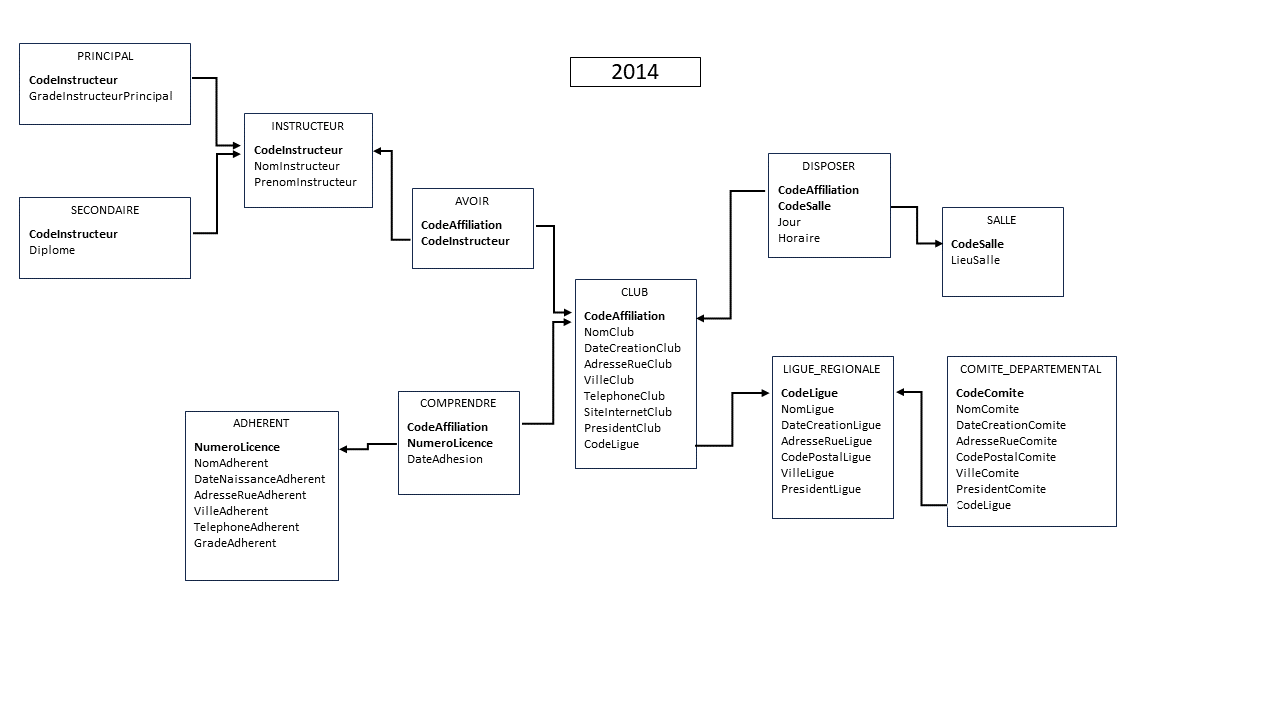 2014
PRINCIPAL
CodeInstructeur
GradeInstructeurPrincipal
INSTRUCTEUR
CodeInstructeur
NomInstructeur
PrenomInstructeur
SECONDAIRE
CodeInstructeur
Diplome
AVOIR
CodeAffiliation
CodeInstructeur
DISPOSER
CodeAffiliation
CodeSalle
Jour
Horaire
SALLE
CodeSalle
LieuSalle
CLUB
CodeAffiliation
NomClub
DateCreationClub
AdresseRueClub
VilleClub
TelephoneClub
SiteInternetClub
PresidentClub
CodeLigue
LIGUE_REGIONALE
CodeLigue
NomLigue
DateCreationLigue
AdresseRueLigue
CodePostalLigue
VilleLigue
PresidentLigue
COMITE_DEPARTEMENTAL
CodeComite
NomComite
DateCreationComite
AdresseRueComite
CodePostalComite
VilleComite
PresidentComite
CodeLigue
COMPRENDRE
CodeAffiliation
NumeroLicence
DateAdhesion
ADHERENT
NumeroLicence
NomAdherent
DateNaissanceAdherent
AdresseRueAdherent
VilleAdherent
TelephoneAdherent
GradeAdherent